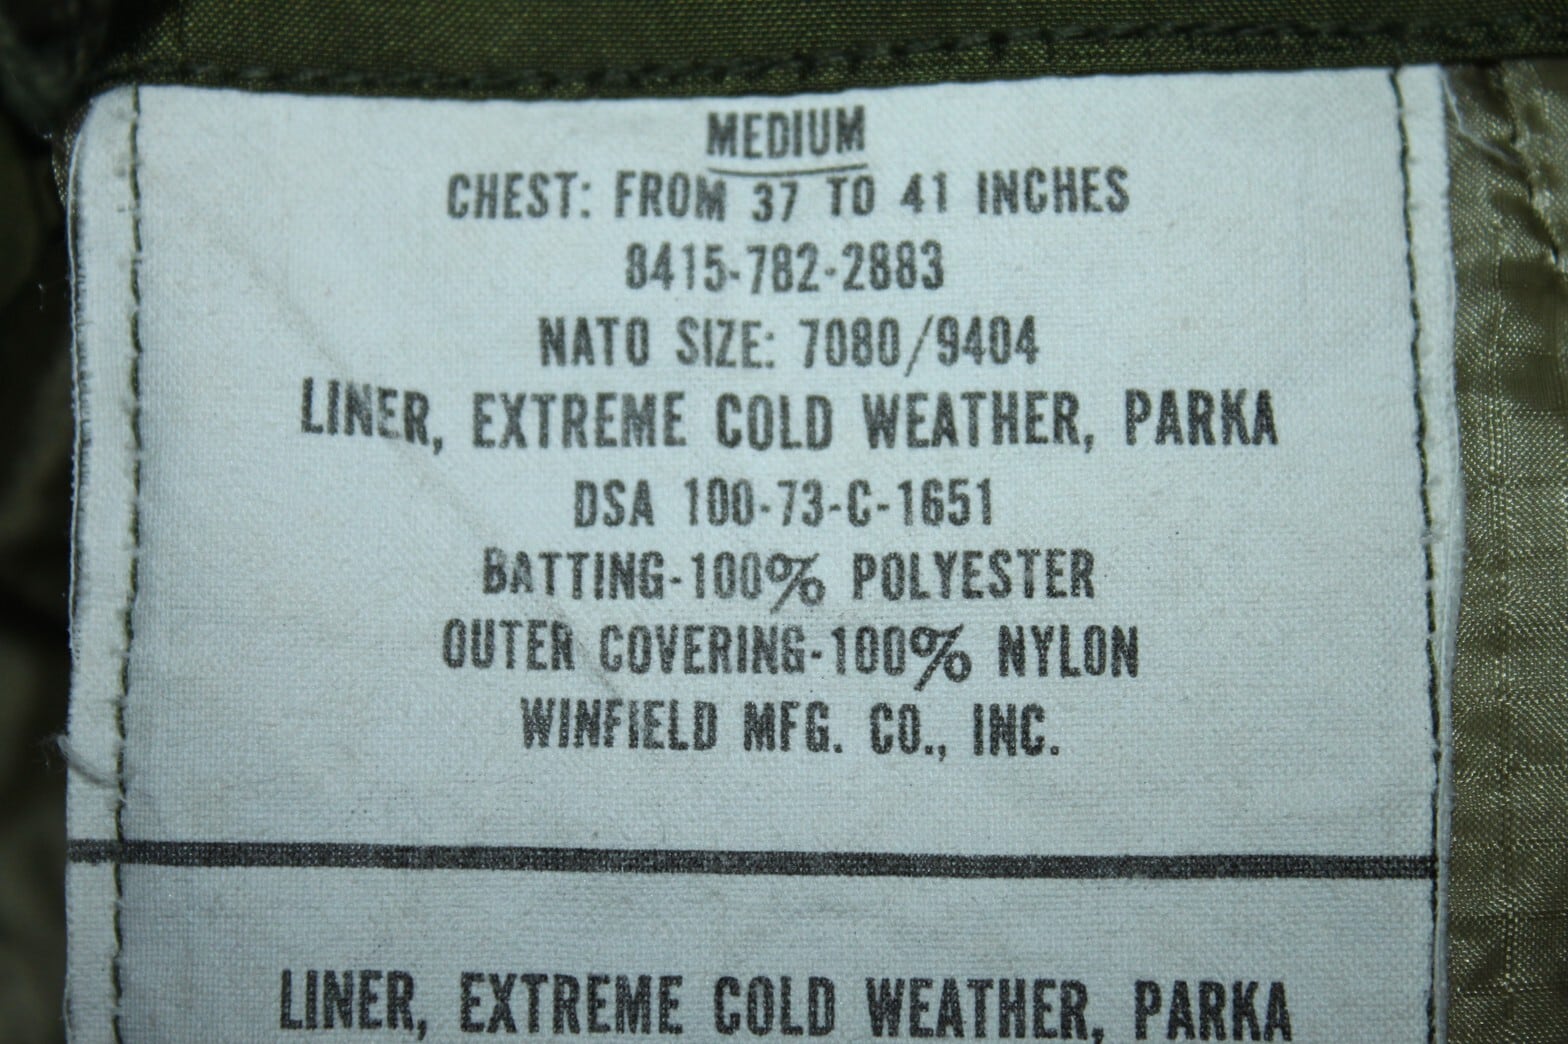 MEDIUM
CHEST: FROM 37 TO 41 INCHES
8415-782-2883
NATO SIZE: 7080/9404
LINER, EXTREME COLD WEATHER, PARKA
DSA 100-73-C-1651
BATTING-100% POLYESTER
OUTER COVERING-100% NYLON
WINFIELD MFG. CO., INC.
LINER, EXTREME COLD WEATHER, PARKA